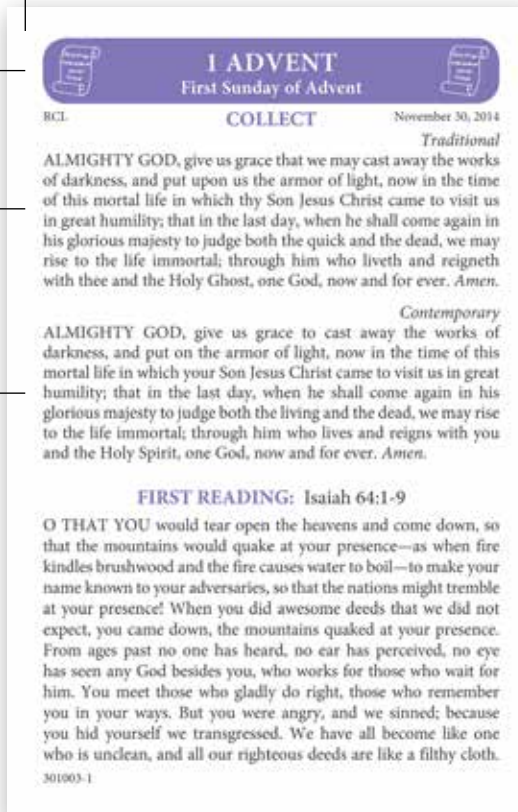 1 ADVENT
First Sunday of Advent
RCL
COLLECT
November 30, 2014
Traditional
ALMIGHTY GOD, give us grace that we may cast away the works
of darkness, and put upon us the armor of light, now in the time
of this mortal life in which thy Son Jesus Christ came to visit us
in great humility; that in the last day, when he shall come again in
his glorious majesty to judge both the quick and the dead, we may
rise to the life immortal; through him who liveth and reigneth
with thee and the Holy Ghost, one God, now and for ever. Amen.
Contemporary
ALMIGHTY GOD, give us grace to cast away the works of
darkness, and put on the armor of light, now in the time of this
mortal life in which your Son Jesus Christ came to visit us in great
humility; that in the last day, when he shall come again in his
glorious majesty to judge both the living and the dead, we may rise
to the life immortal; through him who lives and reigns with you
and the Holy Spirit, one God, now and for ever. Amen.
FIRST READING: Isaiah 64:1-9
O THAT YOU would tear open the heavens and come down, so
that the mountains would quake at your presence—as when fire
kindles brushwood and the fire causes water to boil—to make your
name known to your adversaries, so that the nations might tremble
at your presence! When you did awesome deeds that we did not
expect, you came down, the mountains quaked at your presence.
From ages past no one has heard, no ear has perceived, no eye
has seen any God besides you, who works for those who wait for
him. You meet those who gladly do right, those who remember
you in your ways. But you were angry, and we sinned; because
you hid yourself we transgressed. We have all become like one
who is unclean, and all our righteous deeds are like a filthy cloth.
301003-1